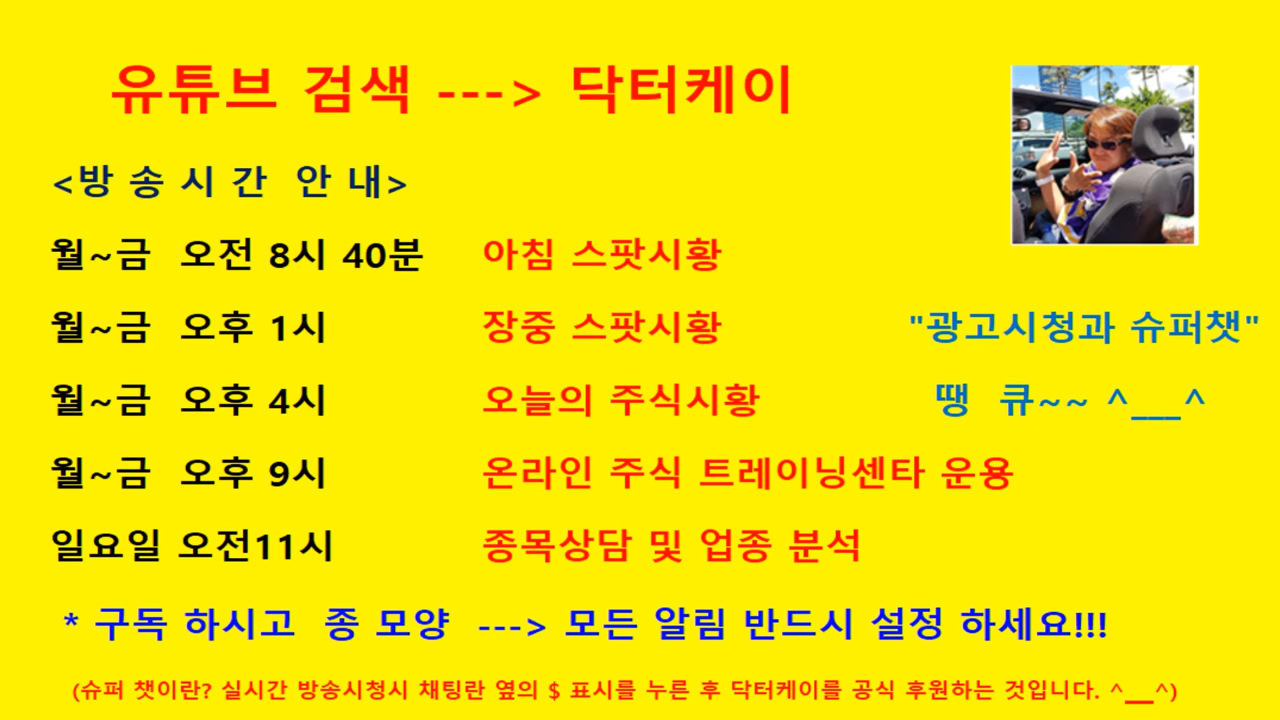 유튜브 검색 ---> 닥터케이
<방 송 시 간 안 내>
월~금 오전 8시 40분 아침 스팟시황
월~금 오후 1시 장중 스팟시황 "광고시청과 슈퍼챗"
월~금 오후 4시 오늘의 주식시황 땡 큐~~ ^___^
월~금 오후 9시 온라인 주식 트레이닝센타 운용
일요일 오전11시 종목상담 및 업종 분석
* 구독 하시고 종 모양 ---> 모든 알림 반드시 설정 하세요!!!
(슈퍼 챗이란? 실시간 방송시청시 채팅란 옆의 $ 표시를 누른 후 닥터케이를 공식 후원하는 것입니다. ^__^)